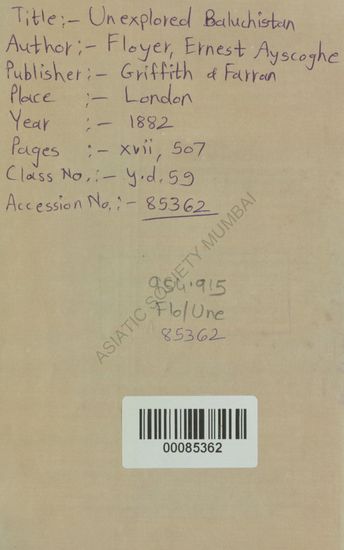 Title:- Unexplored Baluchistan
Author:- Floyer, Ernest Ayscoghe
Publisher:- Griffith & Farran
Place :- London
Year :- 1882
Pages :- xvii, 507
Class No.:- y.d.59
Accession No.:- 85362
954.915
Flo/Une
85362
ASIATIC SOCIETY MUMBAI
00085362